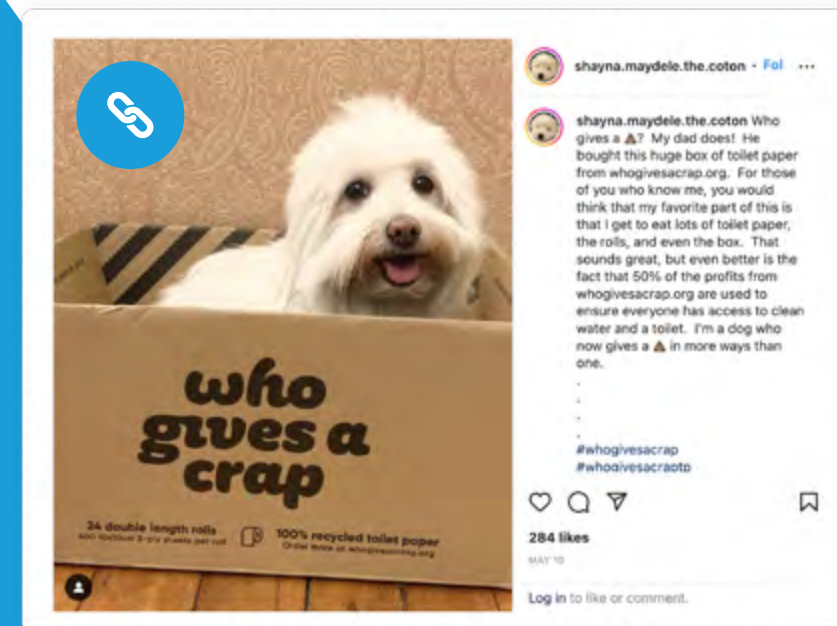 who
gives a
crap
24 double length rolls
100% recycled toilet paper
Order more at whogivesacrap.org
shayna.maydele.the.coton • Fol ...
shayna.maydele.the.coton Who
gives a 💩? My dad does! He
bought this huge box of toilet paper
from whogivesacrap.org. For those
of you who know me, you would
think that my favorite part of this is
that I get to eat lots of toilet paper,
the rolls, and even the box. That
sounds great, but even better is the
fact that 50% of the profits from
whogivesacrap.org are used to
ensure everyone has access to clean
water and a toilet. I'm a dog who
now gives a 💩 in more ways than
one.
.
.
.
.
#whogivesacrap
#whogivesacraptp
284 likes
MAY 10
Log in to like or comment.